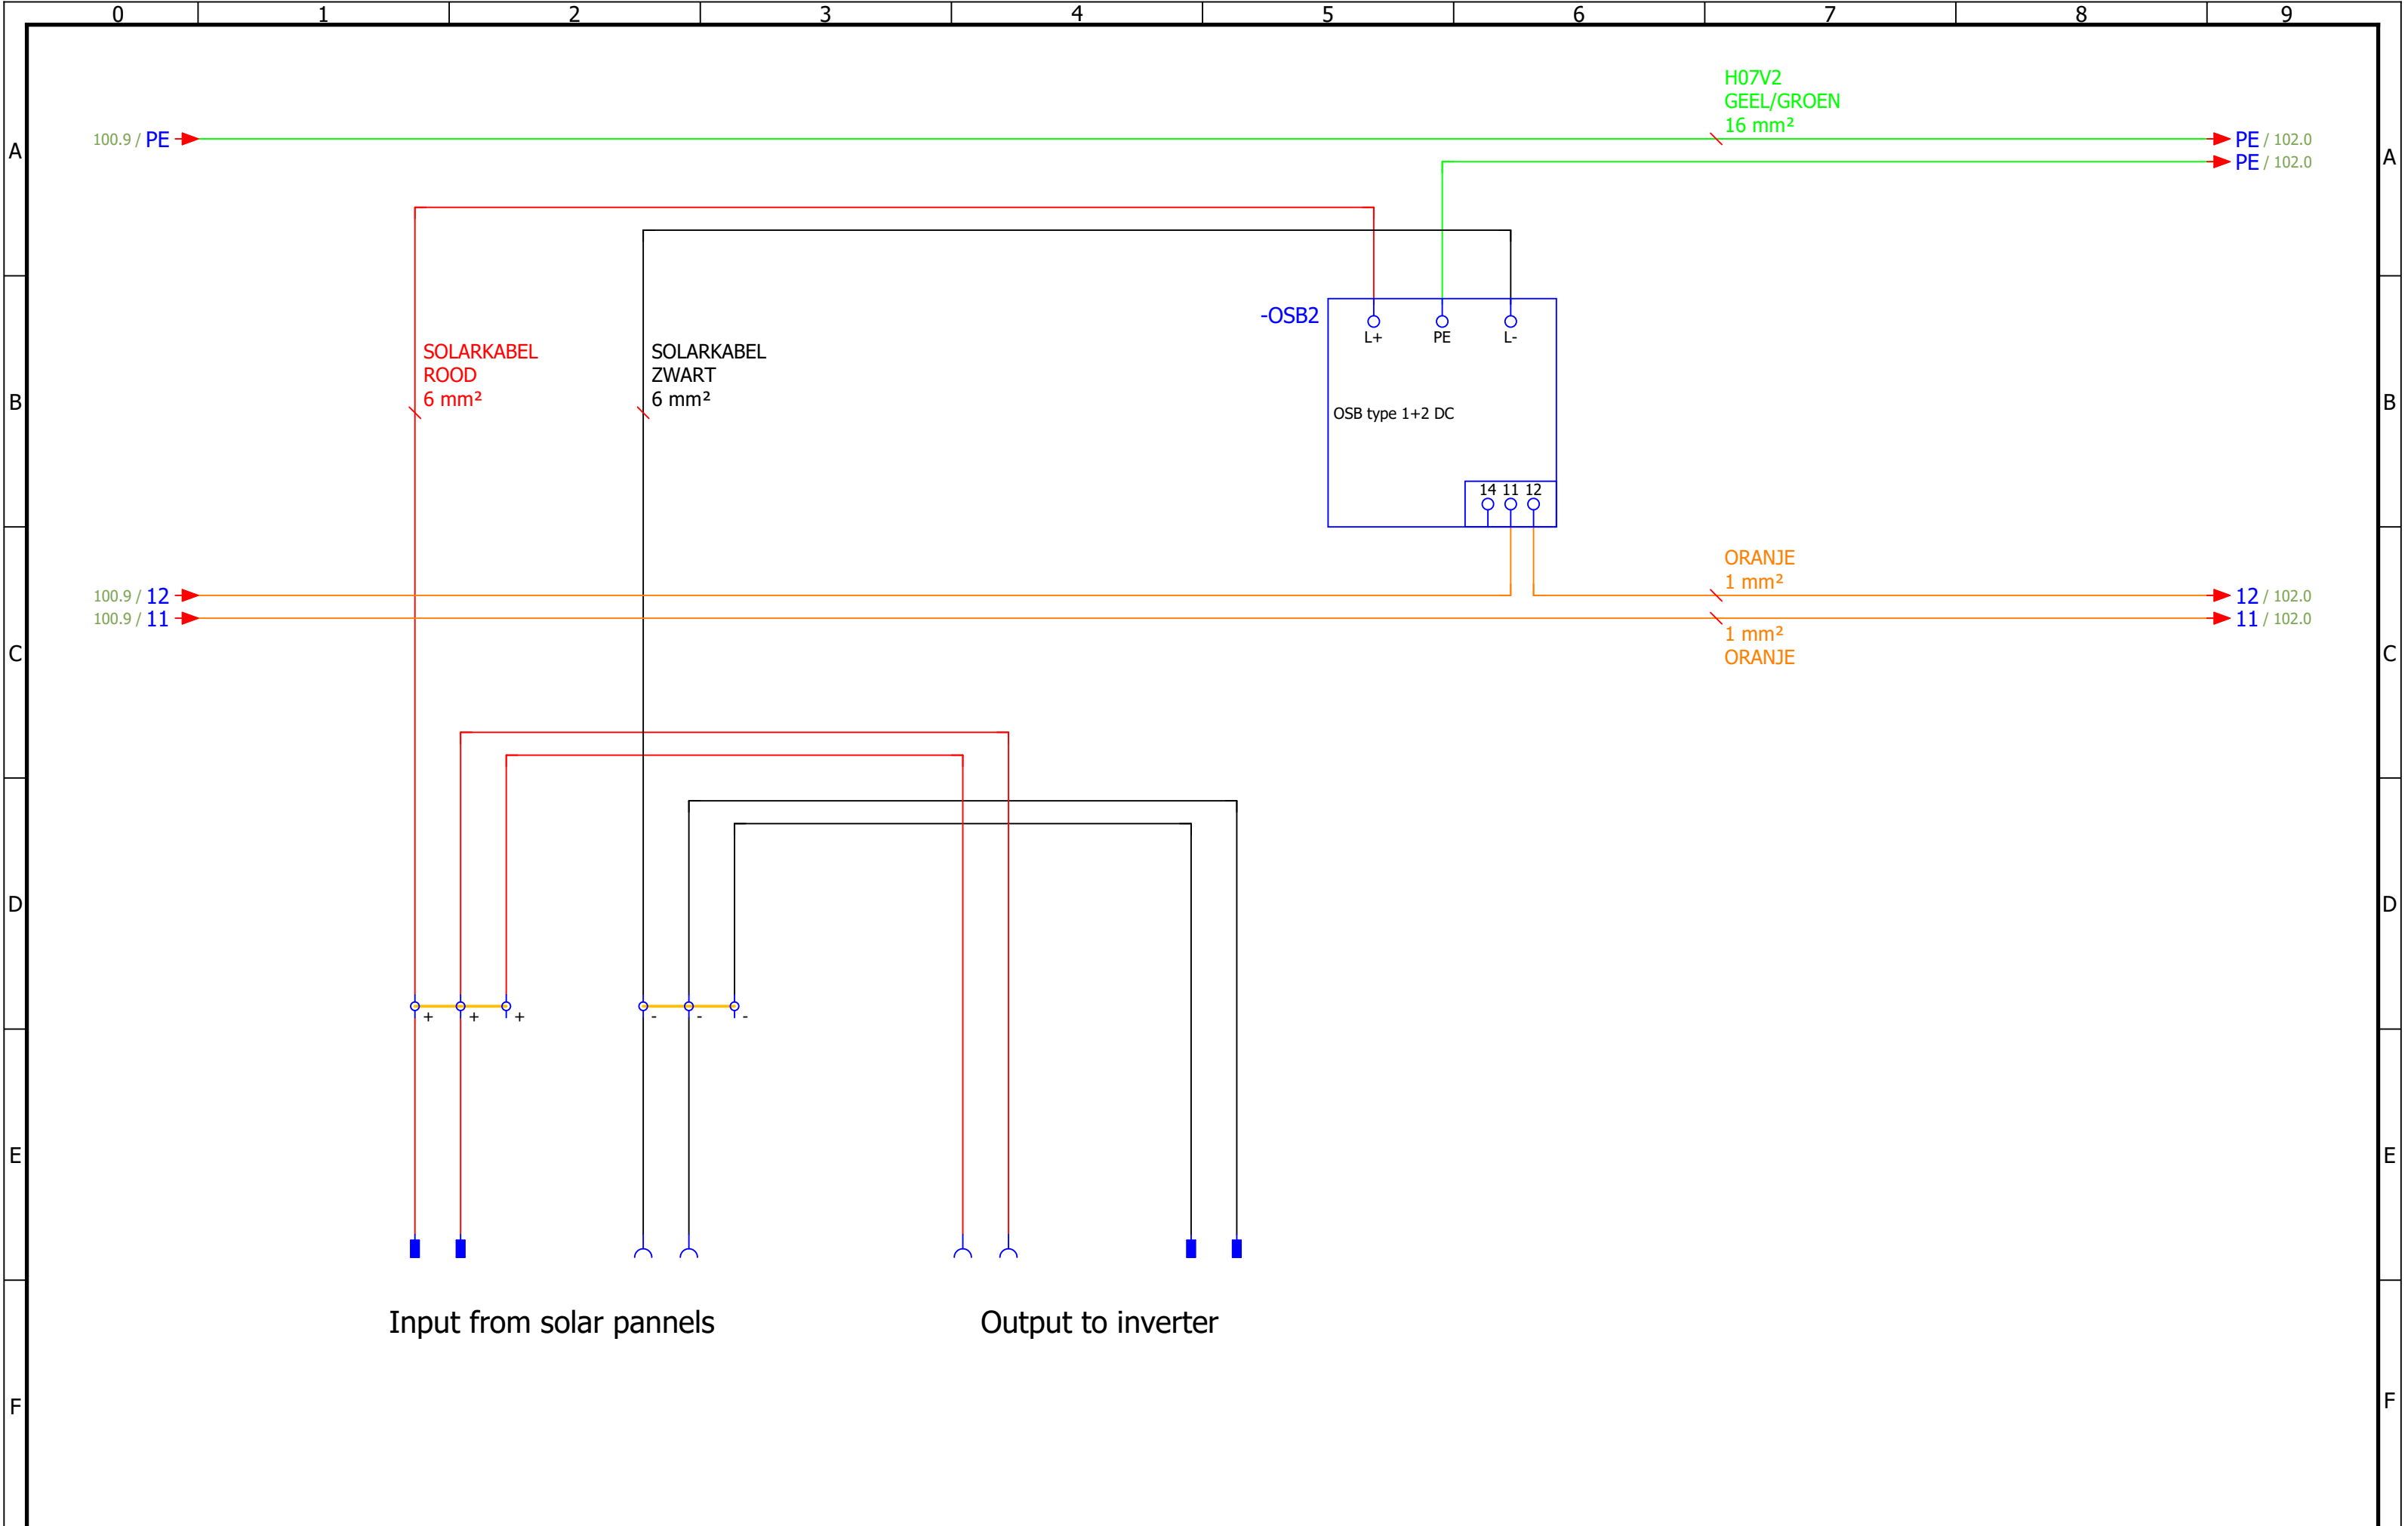 0 1 2 3 4 5 6 7 8 9
H07V2
GEEL/GROEN
16 mm²
A
100.9 / PE
PE / 102.0
PE / 102.0
A
-OSB2
L+ PE L-
SOLARKABEL
ROOD
6 mm²
SOLARKABEL
ZWART
6 mm²
B
OSB type 1+2 DC
B
14 11 12
ORANJE
1 mm²
100.9 / 12
12 / 102.0
100.9 / 11
11 / 102.0
1 mm²
ORANJE
C
C
D
D
+ + + - - -
E
E
Input from solar pannels
Output to inverter
F
F